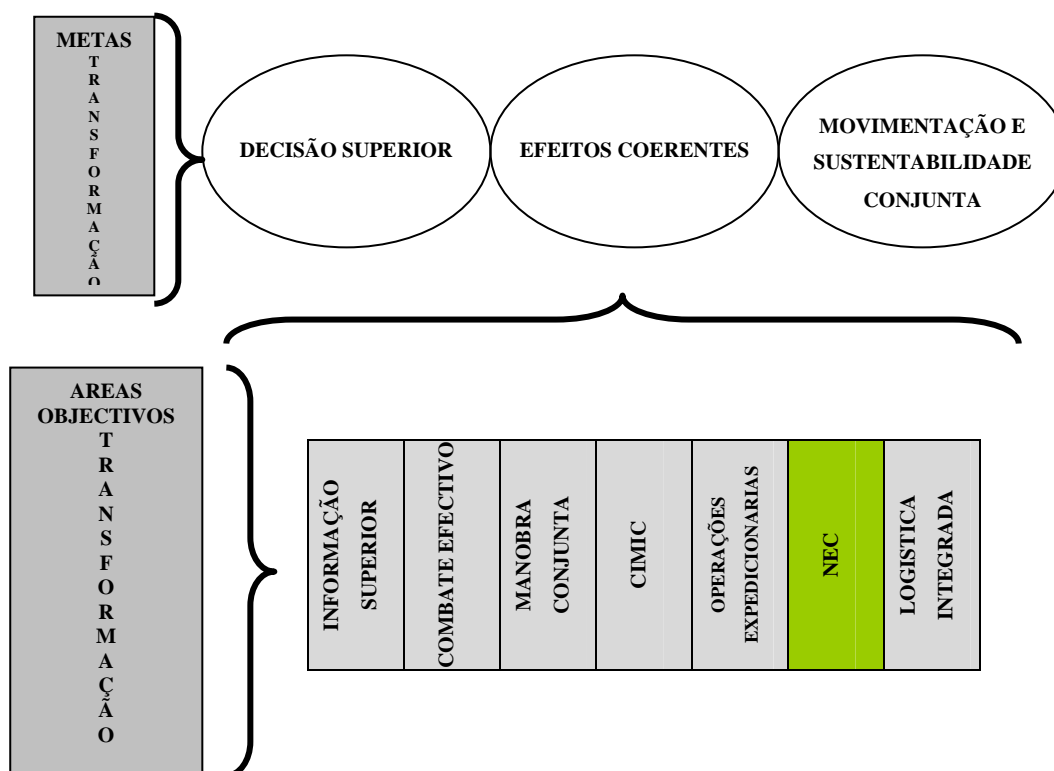 METAS
T
R
A
N
S
F
O
R
M
A
Ç
Ã
O
DECISÃO SUPERIOR
EFEITOS COERENTES
MOVIMENTAÇÃO E
SUSTENTABILIDADE
CONJUNTA
AREAS
OBJECTIVOS
T
R
A
N
S
F
O
R
M
A
Ç
Ã
O
INFORMAÇÃO
SUPERIOR
COMBATE EFECTIVO
MANOBRA
CONJUNTA
CIMIC
OPERAÇÕES
EXPEDICIONARIAS
NEC
LOGISTICA
INTEGRADA